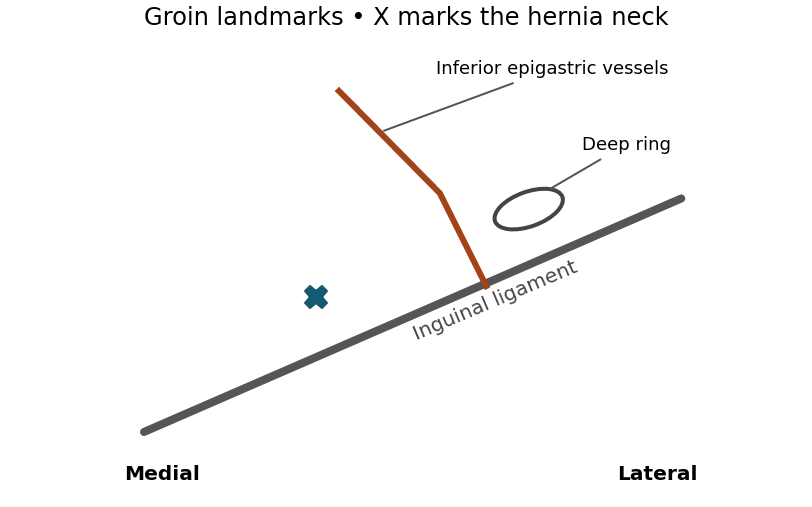 Groin landmarks • X marks the hernia neck
Inferior epigastric vessels
Deep ring
Inguinal ligament
Medial
Lateral